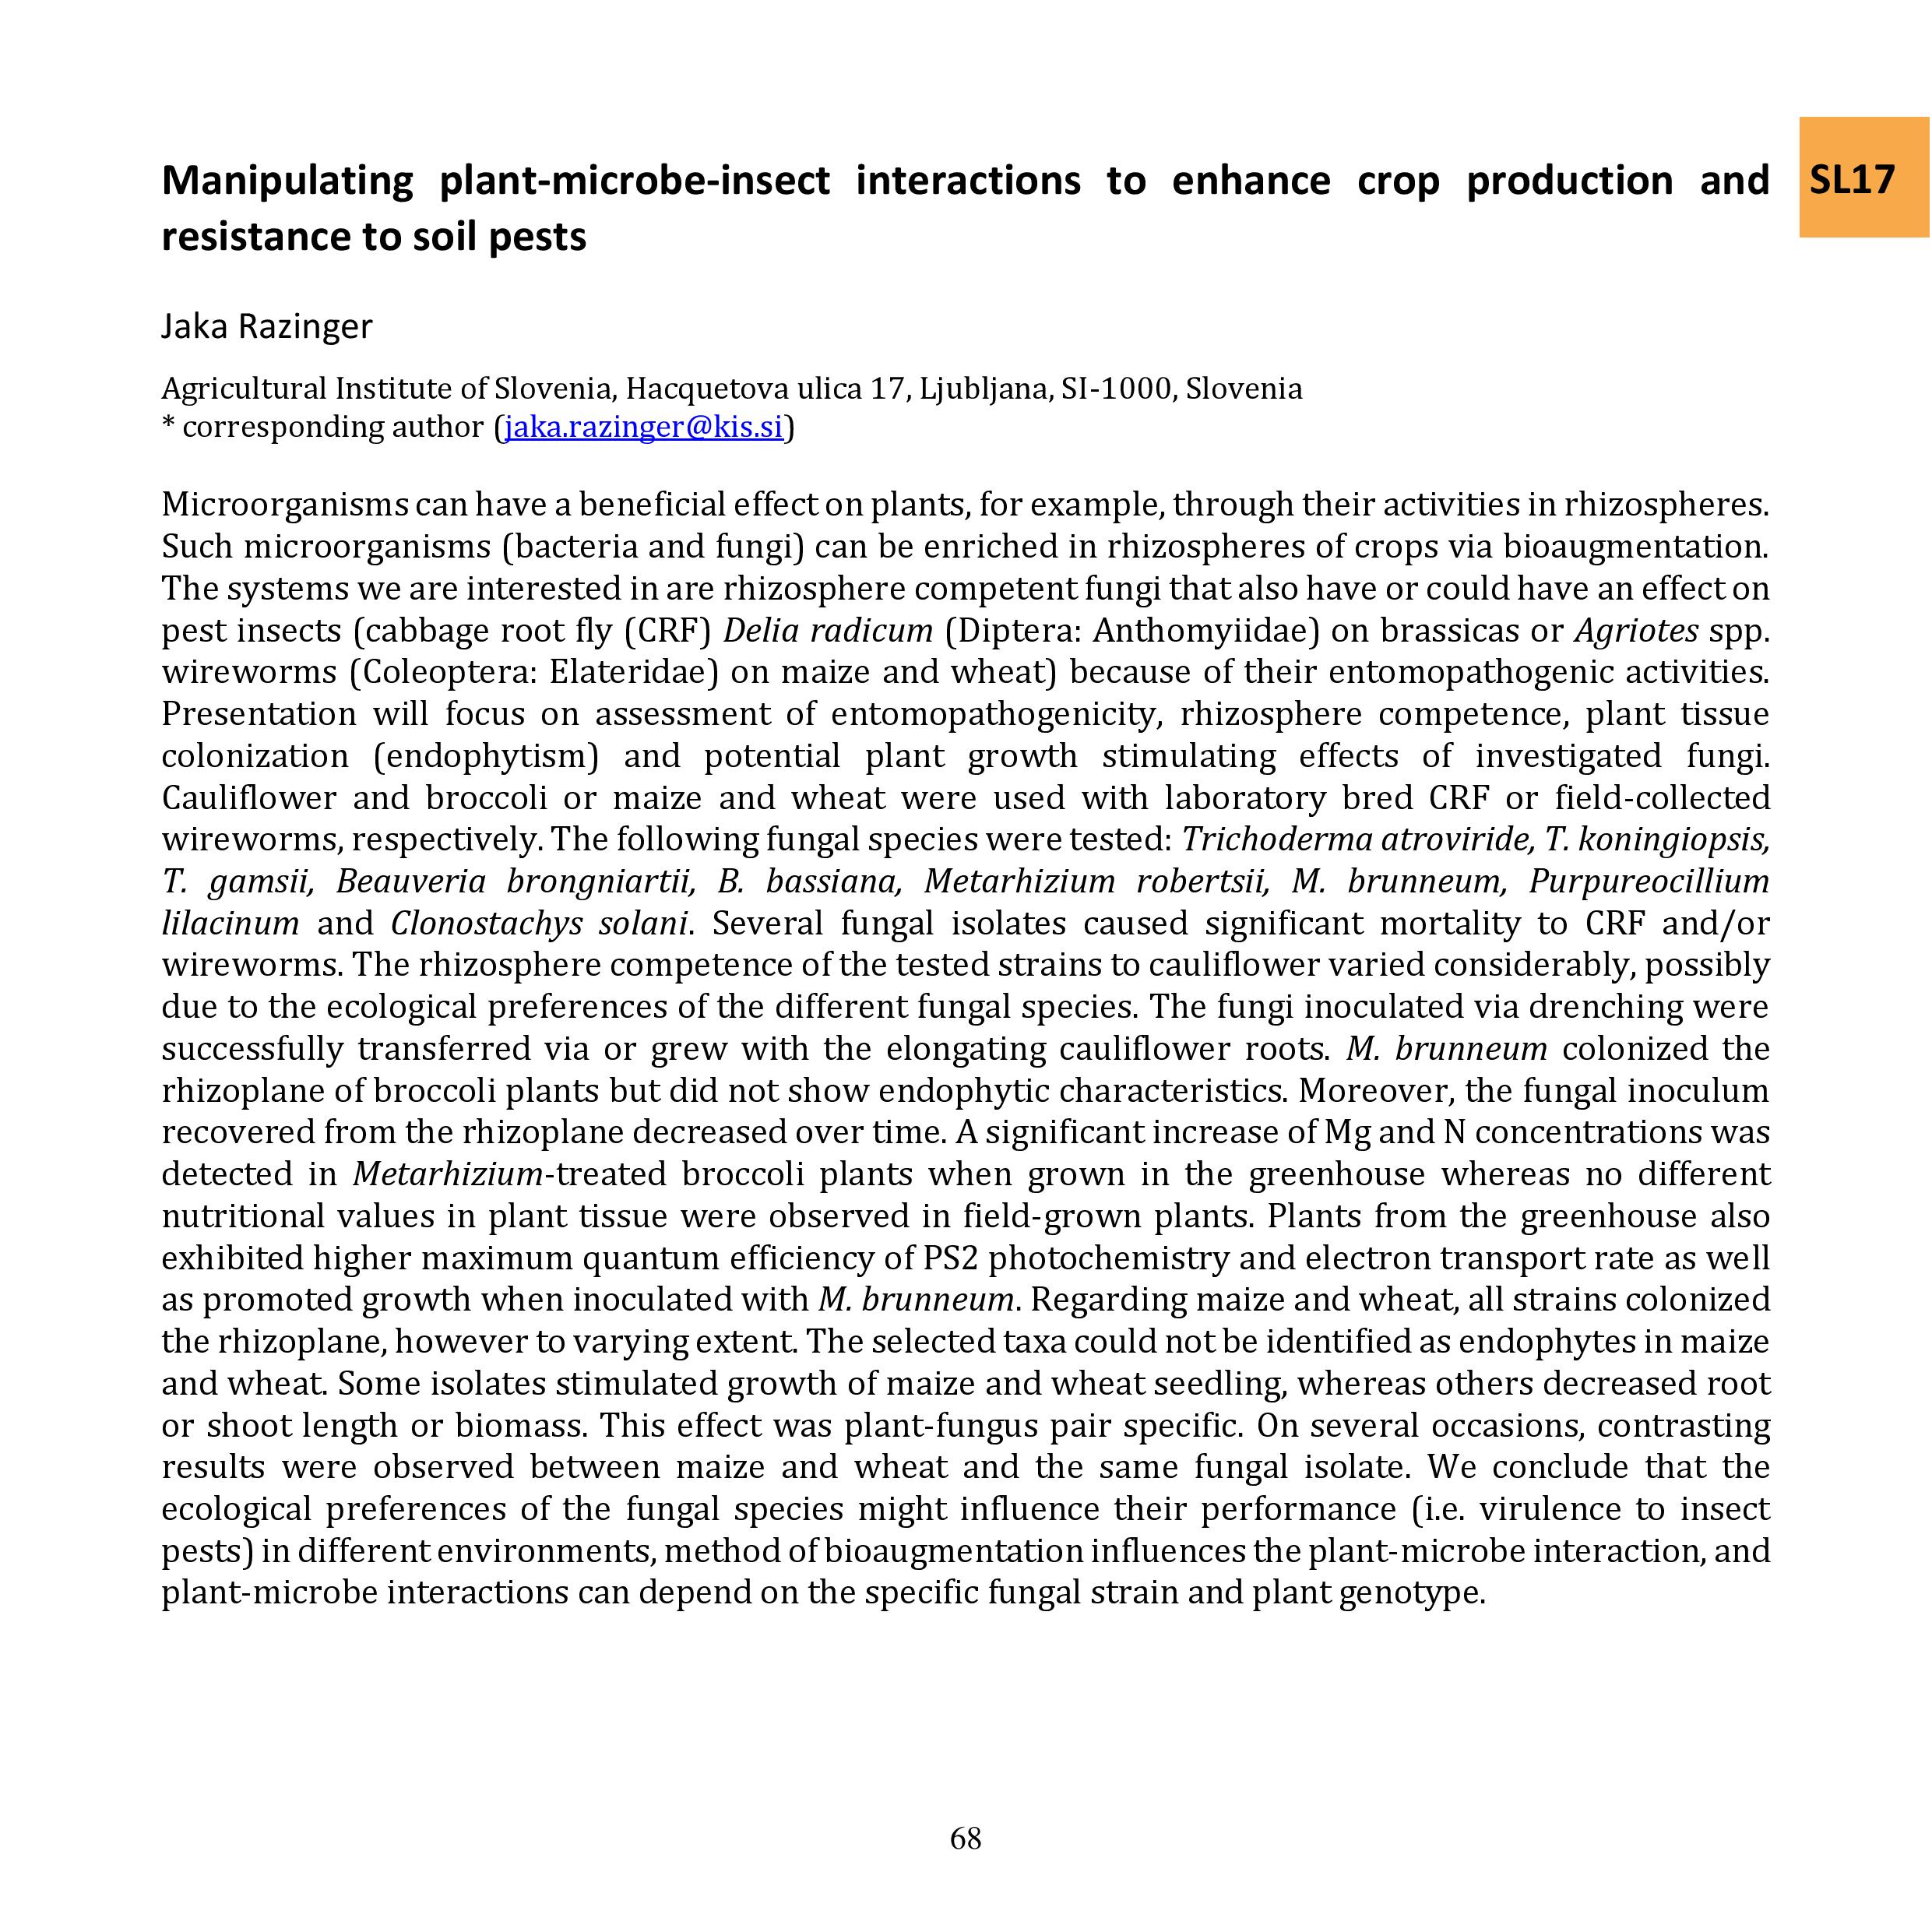 Manipulating plant-microbe-insect interactions to enhance crop production and
resistance to soil pests
SL17
Jaka Razinger
Agricultural Institute of Slovenia, Hacquetova ulica 17, Ljubljana, SI-1000, Slovenia
* corresponding author (jaka.razinger@kis.si)
Microorganisms can have a beneficial effect on plants, for example, through their activities in rhizospheres.
Such microorganisms (bacteria and fungi) can be enriched in rhizospheres of crops via bioaugmentation.
The systems we are interested in are rhizosphere competent fungi that also have or could have an effect on
pest insects (cabbage root fly (CRF) Delia radicum (Diptera: Anthomyiidae) on brassicas or Agriotes spp.
wireworms (Coleoptera: Elateridae) on maize and wheat) because of their entomopathogenic activities.
Presentation will focus on assessment of entomopathogenicity, rhizosphere competence, plant tissue
colonization (endophytism) and potential plant growth stimulating effects of investigated fungi.
Cauliflower and broccoli or maize and wheat were used with laboratory bred CRF or field-collected
wireworms, respectively. The following fungal species were tested: Trichoderma atroviride, T. koningiopsis,
T. gamsii, Beauveria brongniartii, B. bassiana, Metarhizium robertsii, M. brunneum, Purpureocillium
lilacinum and Clonostachys solani. Several fungal isolates caused significant mortality to CRF and/or
wireworms. The rhizosphere competence of the tested strains to cauliflower varied considerably, possibly
due to the ecological preferences of the different fungal species. The fungi inoculated via drenching were
successfully transferred via or grew with the elongating cauliflower roots. M. brunneum colonized the
rhizoplane of broccoli plants but did not show endophytic characteristics. Moreover, the fungal inoculum
recovered from the rhizoplane decreased over time. A significant increase of Mg and N concentrations was
detected in Metarhizium-treated broccoli plants when grown in the greenhouse whereas no different
nutritional values in plant tissue were observed in field-grown plants. Plants from the greenhouse also
exhibited higher maximum quantum efficiency of PS2 photochemistry and electron transport rate as well
as promoted growth when inoculated with M. brunneum. Regarding maize and wheat, all strains colonized
the rhizoplane, however to varying extent. The selected taxa could not be identified as endophytes in maize
and wheat. Some isolates stimulated growth of maize and wheat seedling, whereas others decreased root
or shoot length or biomass. This effect was plant-fungus pair specific. On several occasions, contrasting
results were observed between maize and wheat and the same fungal isolate. We conclude that the
ecological preferences of the fungal species might influence their performance (i.e. virulence to insect
pests) in different environments, method of bioaugmentation influences the plant-microbe interaction, and
plant-microbe interactions can depend on the specific fungal strain and plant genotype.
68